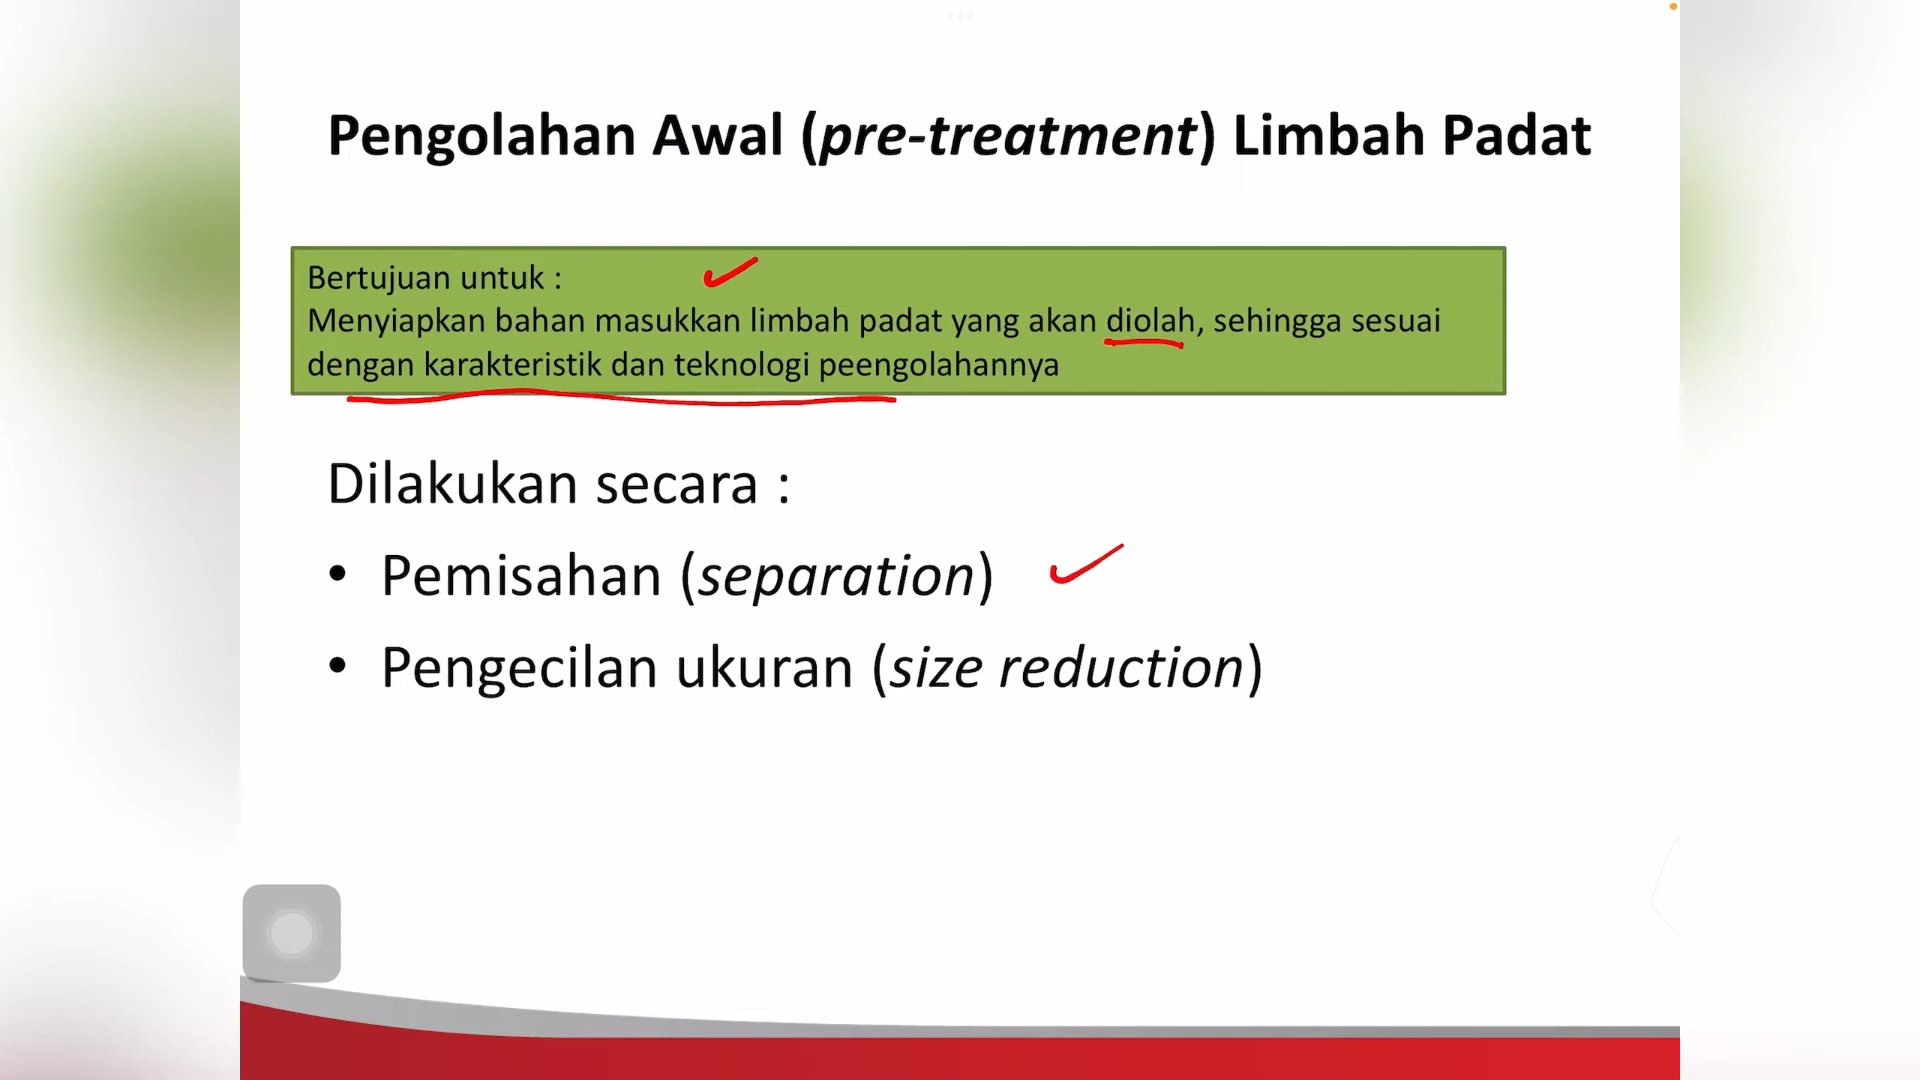 Pengolahan Awal (pre-treatment) Limbah Padat
Bertujuan untuk :
Menyiapkan bahan masukkan limbah padat yang akan diolah, sehingga sesuai
dengan karakteristik dan teknologi peengolahannya
Dilakukan secara :
• Pemisahan (separation)
• Pengecilan ukuran (size reduction)